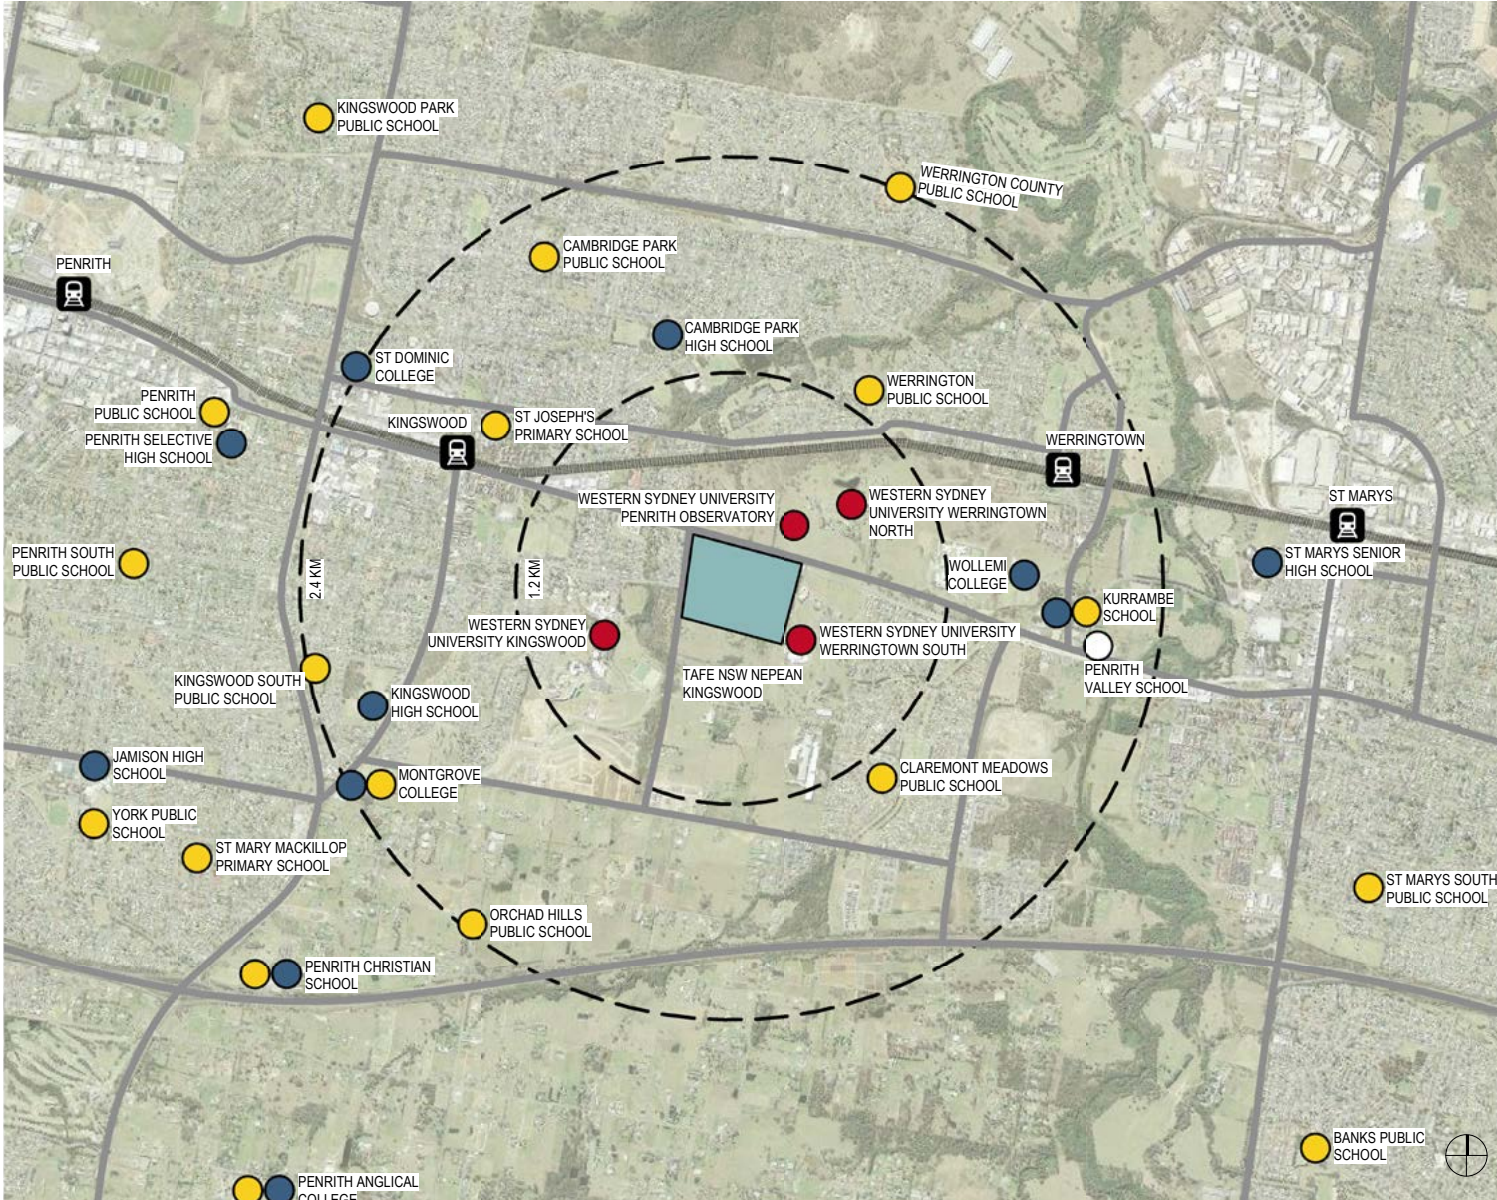 KINGSWOOD PARK
PUBLIC SCHOOL
WERRINGTON COUNTY
PUBLIC SCHOOL
CAMBRIDGE PARK
PUBLIC SCHOOL
PENRITH
CAMBRIDGE PARK
HIGH SCHOOL
ST DOMINIC
COLLEGE
WERRINGTON
PUBLIC SCHOOL
PENRITH
PUBLIC SCHOOL
KINGSWOOD
ST JOSEPH'S
PRIMARY SCHOOL
PENRITH SELECTIVE
HIGH SCHOOL
WERRINGTOWN
WESTERN SYDNEY UNIVERSITY
PENRITH OBSERVATORY
WESTERN SYDNEY
UNIVERSITY WERRINGTOWN
NORTH
ST MARYS
PENRITH SOUTH
PUBLIC SCHOOL
2.4 KM
1.2 KM
WOLLEMI
COLLEGE
ST MARYS SENIOR
HIGH SCHOOL
KURRAMBE
SCHOOL
WESTERN SYDNEY
UNIVERSITY KINGSWOOD
WESTERN SYDNEY UNIVERSITY
WERRINGTOWN SOUTH
TAFE NSW NEPEAN
KINGSWOOD
PENRITH
VALLEY SCHOOL
KINGSWOOD SOUTH
PUBLIC SCHOOL
KINGSWOOD
HIGH SCHOOL
JAMISON HIGH
SCHOOL
MONTGROVE
COLLEGE
CLAREMONT MEADOWS
PUBLIC SCHOOL
YORK PUBLIC
SCHOOL
ST MARY MACKILLOP
PRIMARY SCHOOL
ST MARYS SOUTH
PUBLIC SCHOOL
ORCHAD HILLS
PUBLIC SCHOOL
PENRITH CHRISTIAN
SCHOOL
BANKS PUBLIC
SCHOOL
PENRITH ANGLICAL
COLLEGE